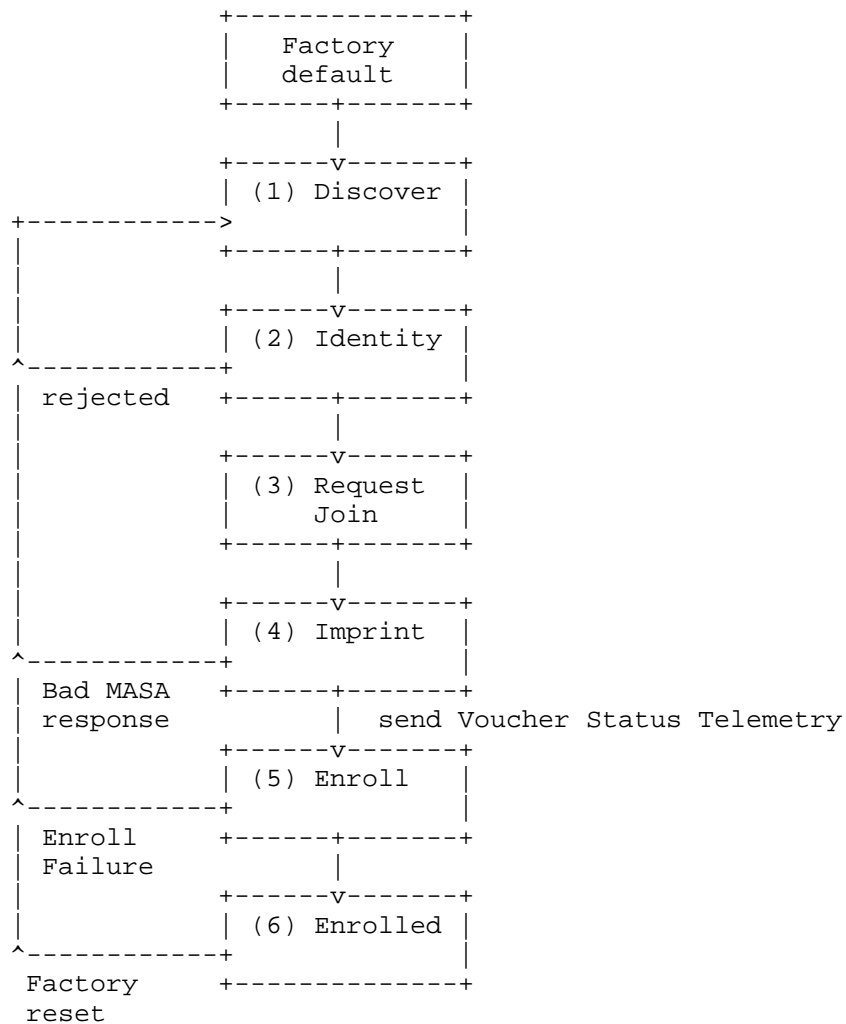 Factory
default
(1) Discover
(2) Identity
rejected
(3) Request
Join
(4) Imprint
Bad MASA
response
send Voucher Status Telemetry
(5) Enroll
Enroll
Failure
(6) Enrolled
Factory
reset